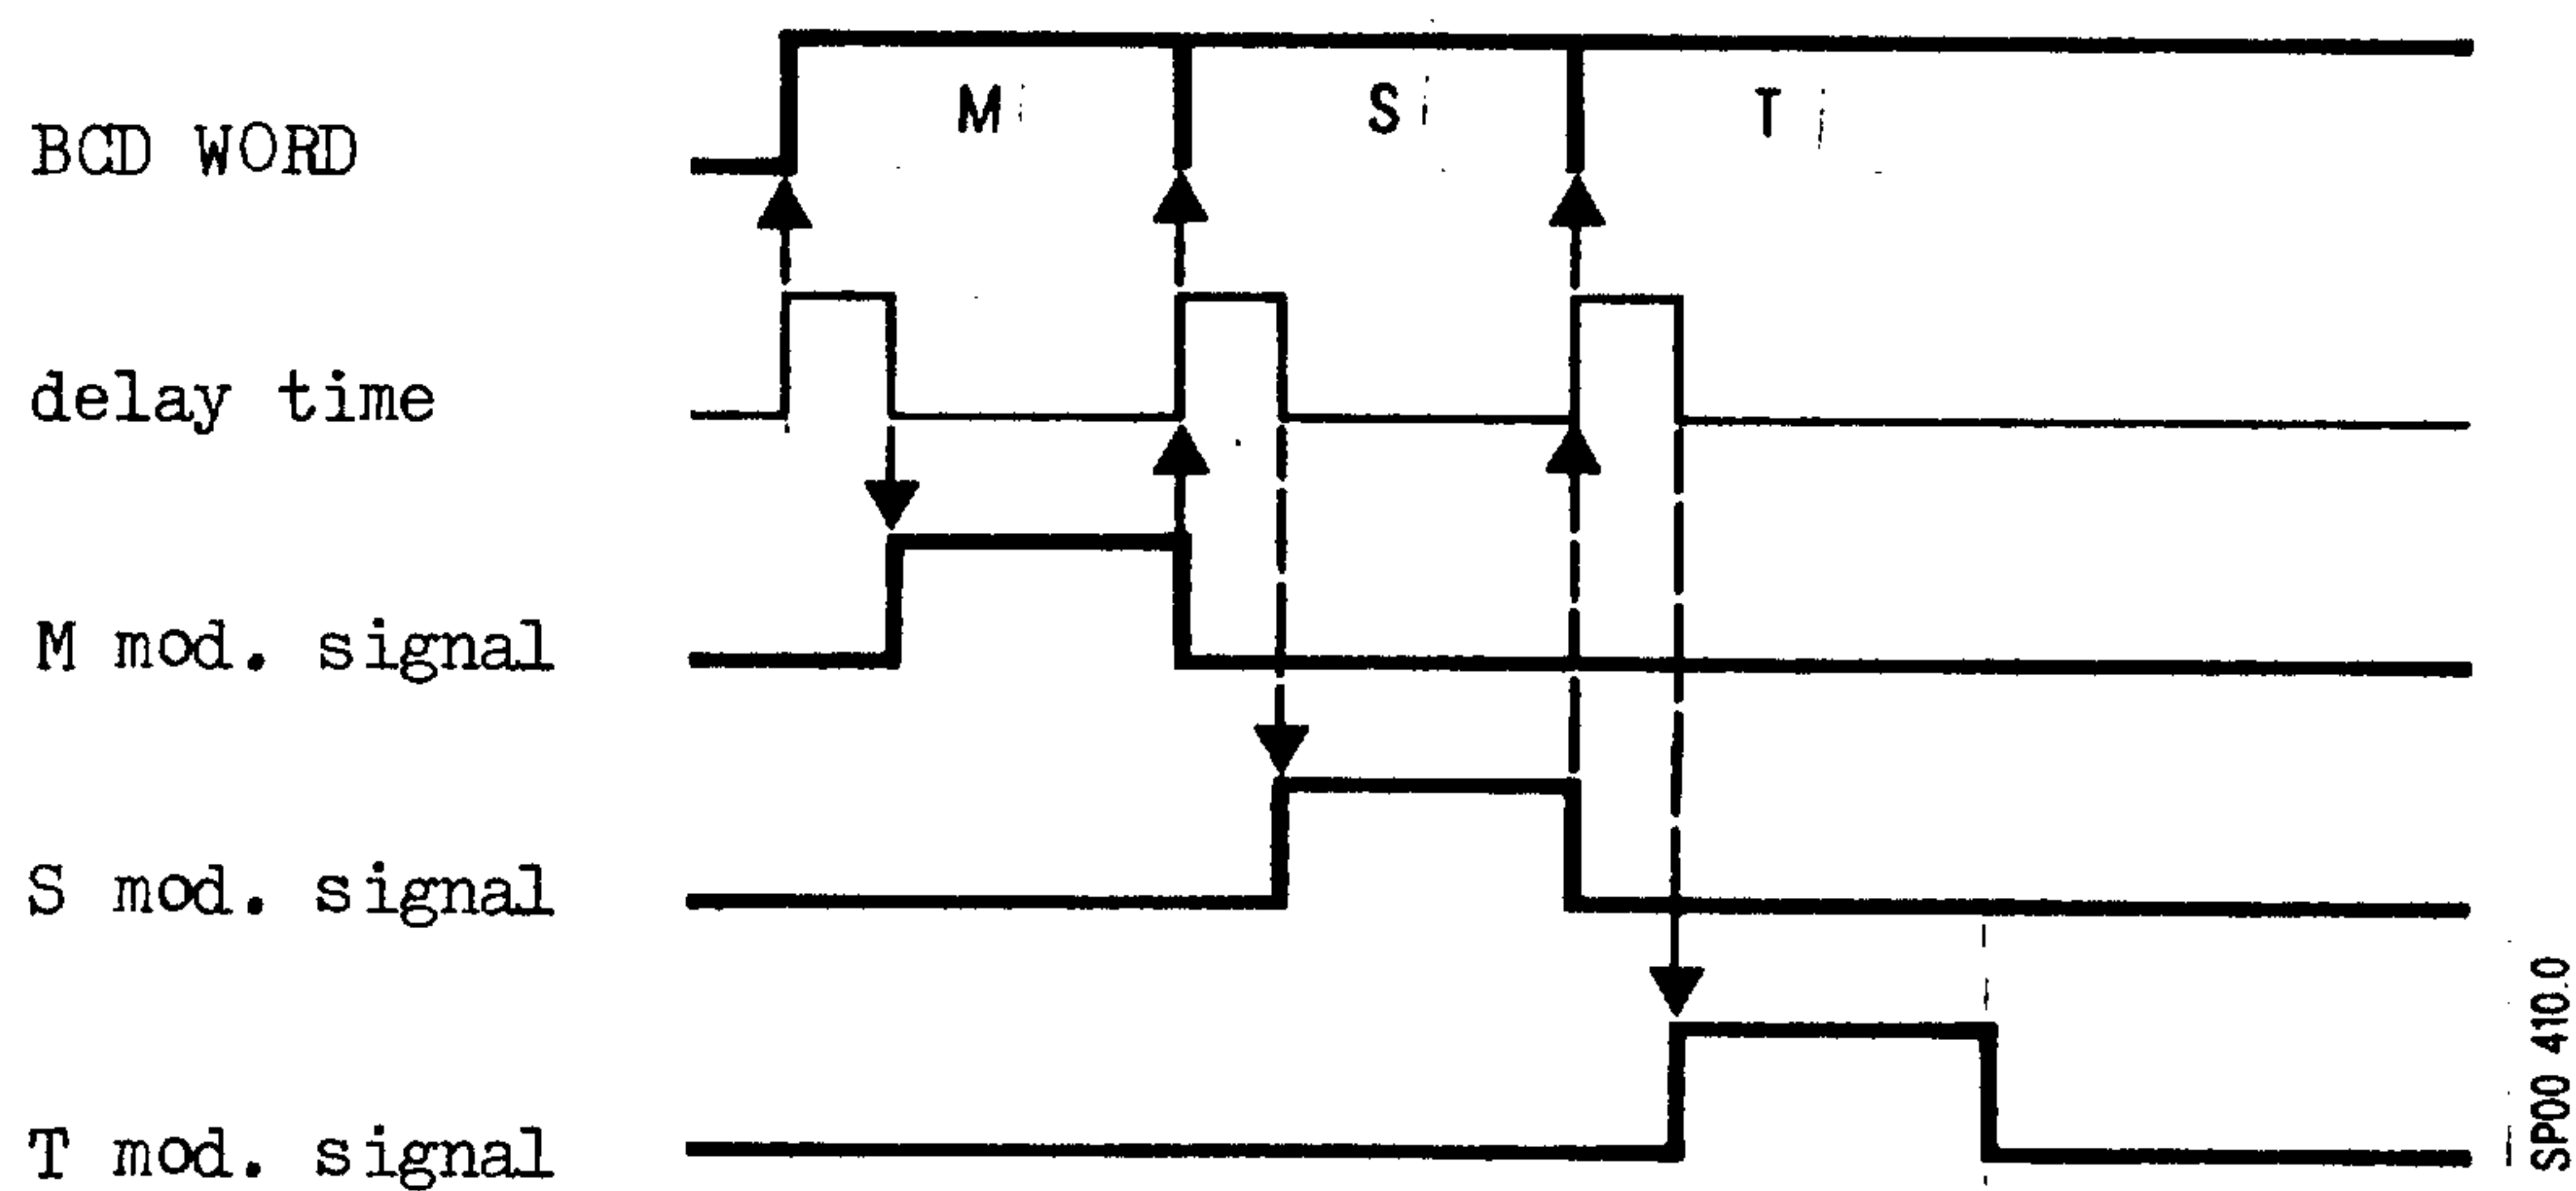 M S T
BCD WORD
delay time
M mod. signal
S mod. signal
T mod. signal
SP00 410.0